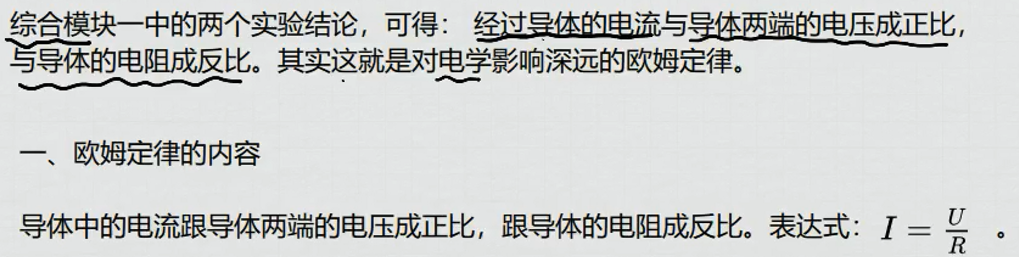 综合模块一中的两个实验结论，可得： 经过导体的电流与导体两端的电压成正比，
与导体的电阻成反比。其实这就是对电学影响深远的欧姆定律。
一、欧姆定律的内容
导体中的电流跟导体两端的电压成正比，跟导体的电阻成反比。表达式：I = U/R 。